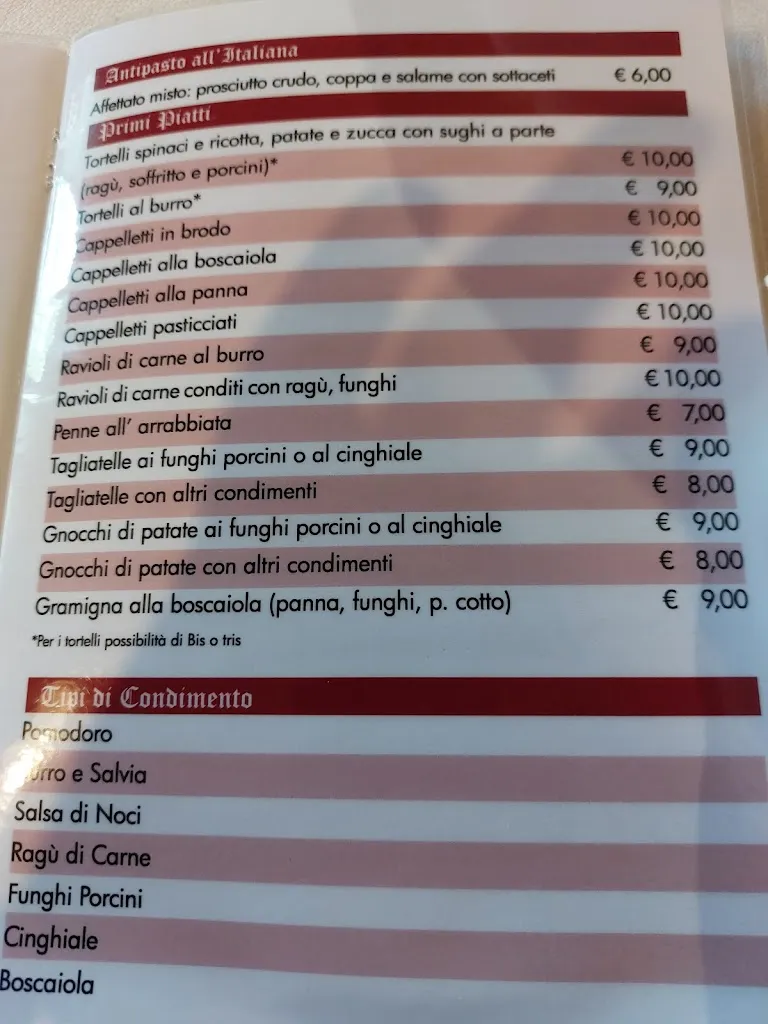 Antipasto all'Italiana
Affettato misto: prosciutto crudo, coppa e salame con sottaceti € 6,00
Primi Piatti
Tortelli spinaci e ricotta, patate e zucca con sughi a parte
(ragù, soffritto e porcini)* € 10,00
Tortelli al burro* € 9,00
Cappelletti in brodo € 10,00
Cappelletti alla boscaiola € 10,00
Cappelletti alla panna € 10,00
Cappelletti pasticciati € 10,00
Ravioli di carne al burro € 9,00
Ravioli di carne conditi con ragù, funghi € 10,00
Penne all' arrabbiata € 7,00
Tagliatelle ai funghi porcini o al cinghiale € 9,00
Tagliatelle con altri condimenti € 8,00
Gnocchi di patate ai funghi porcini o al cinghiale € 9,00
Gnocchi di patate con altri condimenti € 8,00
Gramigna alla boscaiola (panna, funghi, p. cotto) € 9,00
*Per i tortelli possibilità di Bis o tris
Tipi di Condimento
Pomodoro
Burro e Salvia
Salsa di Noci
Ragù di Carne
Funghi Porcini
Cinghiale
Boscaiola